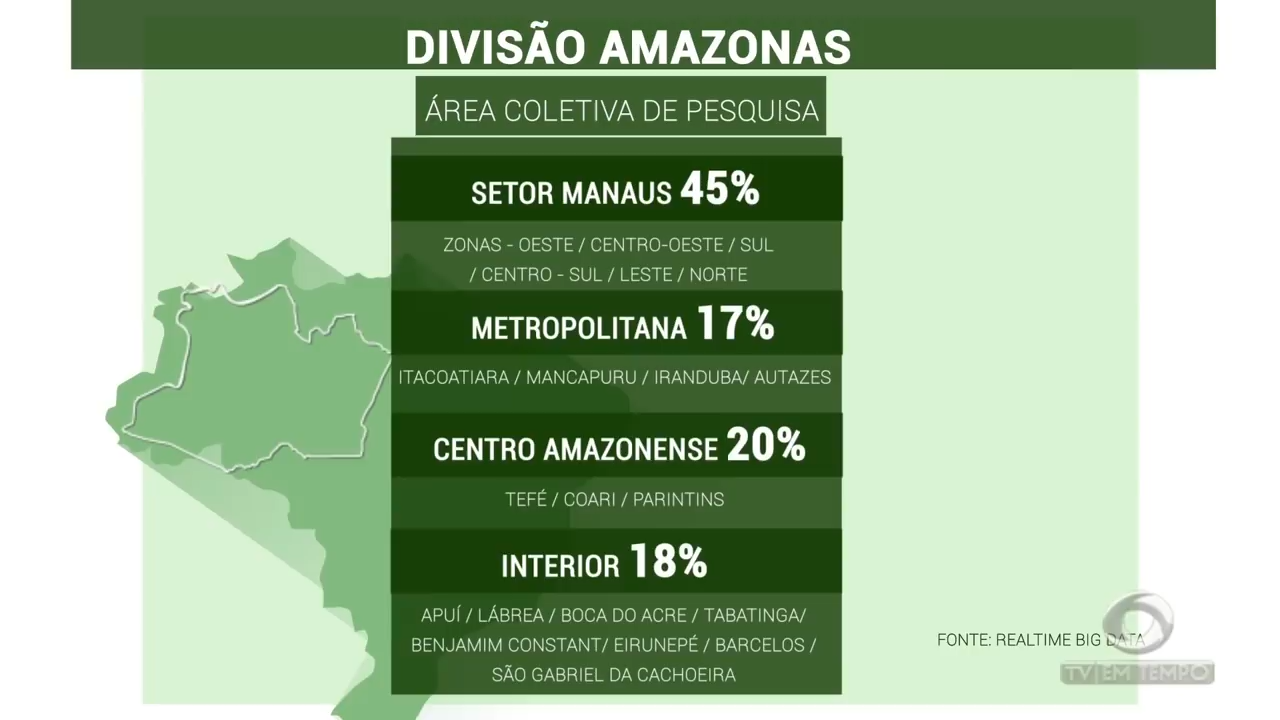 DIVISÃO AMAZONAS
ÁREA COLETIVA DE PESQUISA
SETOR MANAUS 45%
ZONAS - OESTE / CENTRO-OESTE / SUL
/ CENTRO - SUL / LESTE / NORTE
METROPOLITANA 17%
ITACOATIARA / MANCAPURU / IRANDUBA/ AUTAZES
CENTRO AMAZONENSE 20%
TEFÉ / COARI / PARINTINS
INTERIOR 18%
APUÍ / LÁBREA / BOCA DO ACRE / TABATINGA/
BENJAMIM CONSTANT/ EIRUNEPÉ / BARCELOS /
SÃO GABRIEL DA CACHOEIRA
FONTE: REALTIME BIG DATA
TV EM TEMPO